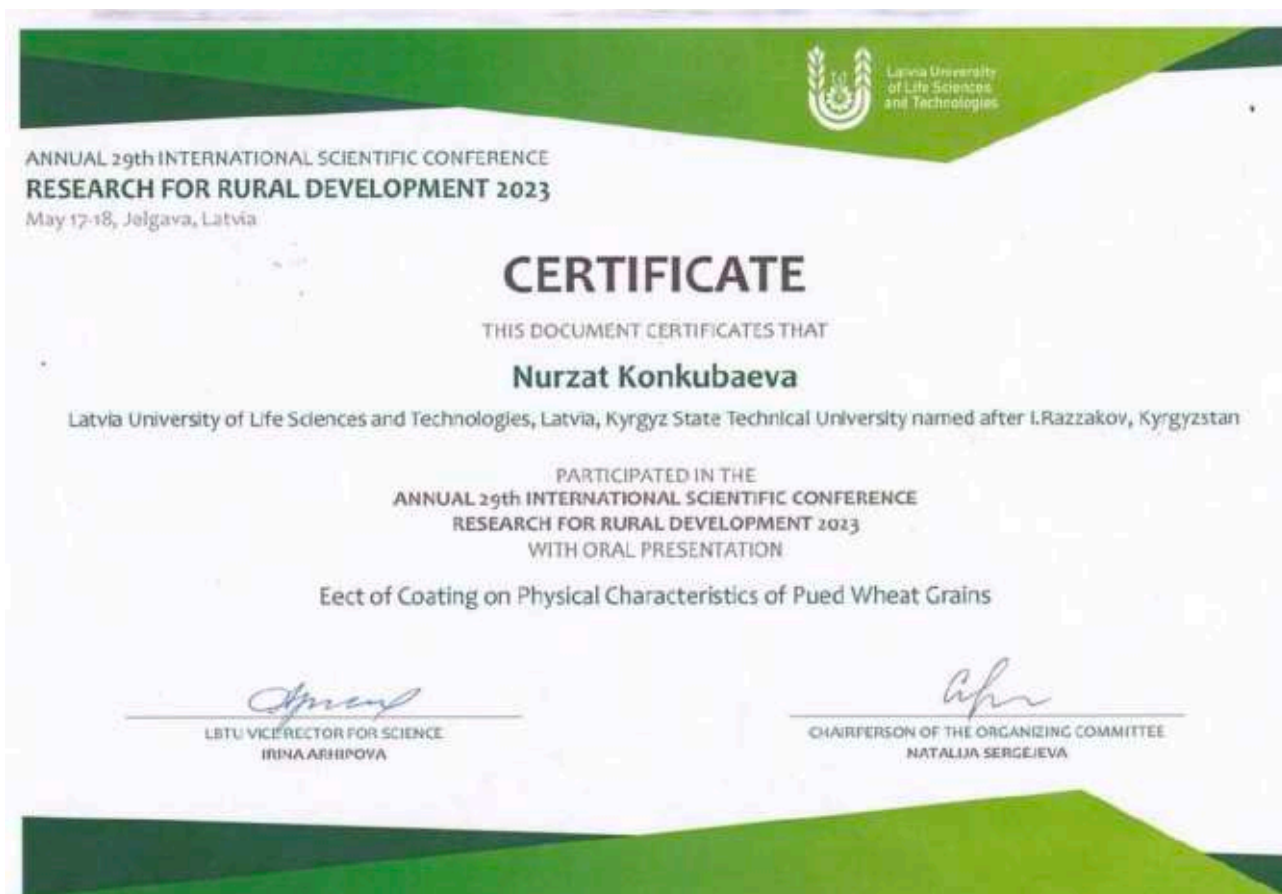 Latvia University
of Life Sciences
and Technologies
ANNUAL 29th INTERNATIONAL SCIENTIFIC CONFERENCE
RESEARCH FOR RURAL DEVELOPMENT 2023
May 17-18, Jelgava, Latvia
CERTIFICATE
THIS DOCUMENT CERTIFICATES THAT
Nurzat Konkubaeva
Latvia University of Life Sciences and Technologies, Latvia, Kyrgyz State Technical University named after I.Razzakov, Kyrgyzstan
PARTICIPATED IN THE
ANNUAL 29th INTERNATIONAL SCIENTIFIC CONFERENCE
RESEARCH FOR RURAL DEVELOPMENT 2023
WITH ORAL PRESENTATION
Eect of Coating on Physical Characteristics of Pued Wheat Grains
LBTU VICE RECTOR FOR SCIENCE
IRINA ARHIPOVA
CHAIRPERSON OF THE ORGANIZING COMMITTEE
NATALIJA SERGEJEVA